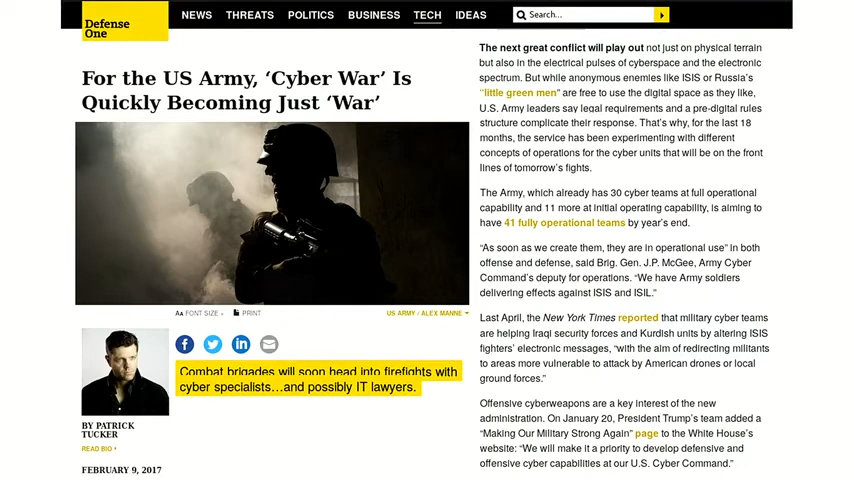 Defense
One
NEWS THREATS POLITICS BUSINESS TECH IDEAS
Search...
For the US Army, ‘Cyber War’ Is
Quickly Becoming Just ‘War’
AA FONT SIZE PRINT
US ARMY / ALEX MANNE
Combat brigades will soon head into firefights with
cyber specialists…and possibly IT lawyers.
BY PATRICK
TUCKER
READ BIO
FEBRUARY 9, 2017
The next great conflict will play out not just on physical terrain
but also in the electrical pulses of cyberspace and the electronic
spectrum. But while anonymous enemies like ISIS or Russia’s
“little green men” are free to use the digital space as they like,
U.S. Army leaders say legal requirements and a pre-digital rules
structure complicate their response. That’s why, for the last 18
months, the service has been experimenting with different
concepts of operations for the cyber units that will be on the front
lines of tomorrow’s fights.
The Army, which already has 30 cyber teams at full operational
capability and 11 more at initial operating capability, is aiming to
have 41 fully operational teams by year’s end.
“As soon as we create them, they are in operational use” in both
offense and defense, said Brig. Gen. J.P. McGee, Army Cyber
Command’s deputy for operations. “We have Army soldiers
delivering effects against ISIS and ISIL.”
Last April, the New York Times reported that military cyber teams
are helping Iraqi security forces and Kurdish units by altering ISIS
fighters’ electronic messages, “with the aim of redirecting militants
to areas more vulnerable to attack by American drones or local
ground forces.”
Offensive cyberweapons are a key interest of the new
administration. On January 20, President Trump’s team added a
“Making Our Military Strong Again” page to the White House’s
website: “We will make it a priority to develop defensive and
offensive cyber capabilities at our U.S. Cyber Command.”